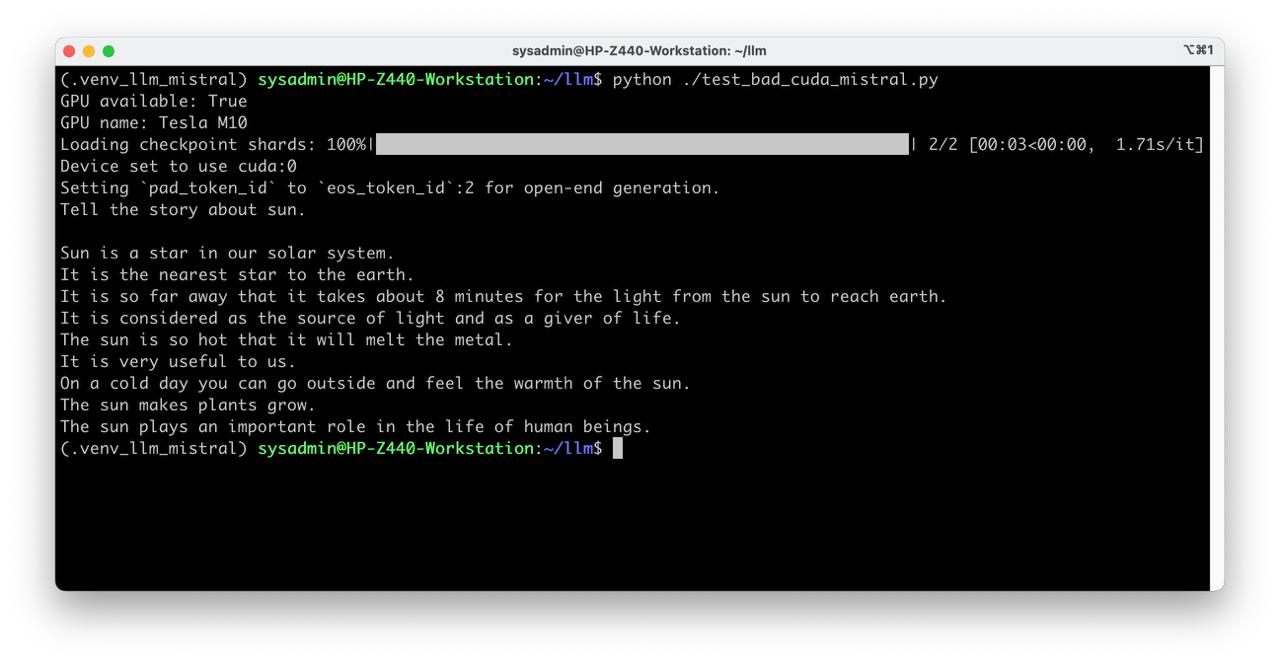 sysadmin@HP-Z440-Workstation: ~/llm
⌥⌘1
(.venv_llm_mistral) sysadmin@HP-Z440-Workstation:~/llm$ python ./test_bad_cuda_mistral.py
GPU available: True
GPU name: Tesla M10
Loading checkpoint shards: 100%|██████████| 2/2 [00:03<00:00,  1.71s/it]
Device set to use cuda:0
Setting `pad_token_id` to `eos_token_id`:2 for open-end generation.
Tell the story about sun.

Sun is a star in our solar system.
It is the nearest star to the earth.
It is so far away that it takes about 8 minutes for the light from the sun to reach earth.
It is considered as the source of light and as a giver of life.
The sun is so hot that it will melt the metal.
It is very useful to us.
On a cold day you can go outside and feel the warmth of the sun.
The sun makes plants grow.
The sun plays an important role in the life of human beings.
(.venv_llm_mistral) sysadmin@HP-Z440-Workstation:~/llm$